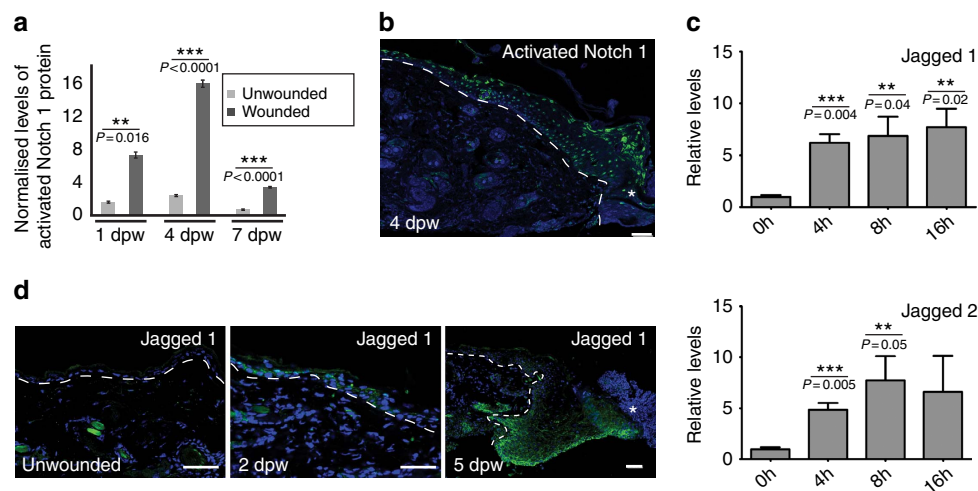 a
Normalised levels of
activated Notch 1 protein
16
12
8
4
0
**
P=0.016
***
P<0.0001
***
P<0.0001
Unwounded
Wounded
1 dpw
4 dpw
7 dpw
b
Activated Notch 1
*
4 dpw
c
Jagged 1
Relative levels
15
10
5
0
***
P=0.004
**
P=0.04
**
P=0.02
0h
4h
8h
16h
Jagged 2
Relative levels
15
10
5
0
***
P=0.005
**
P=0.05
0h
4h
8h
16h
d
Jagged 1
Unwounded
Jagged 1
2 dpw
Jagged 1
*
5 dpw